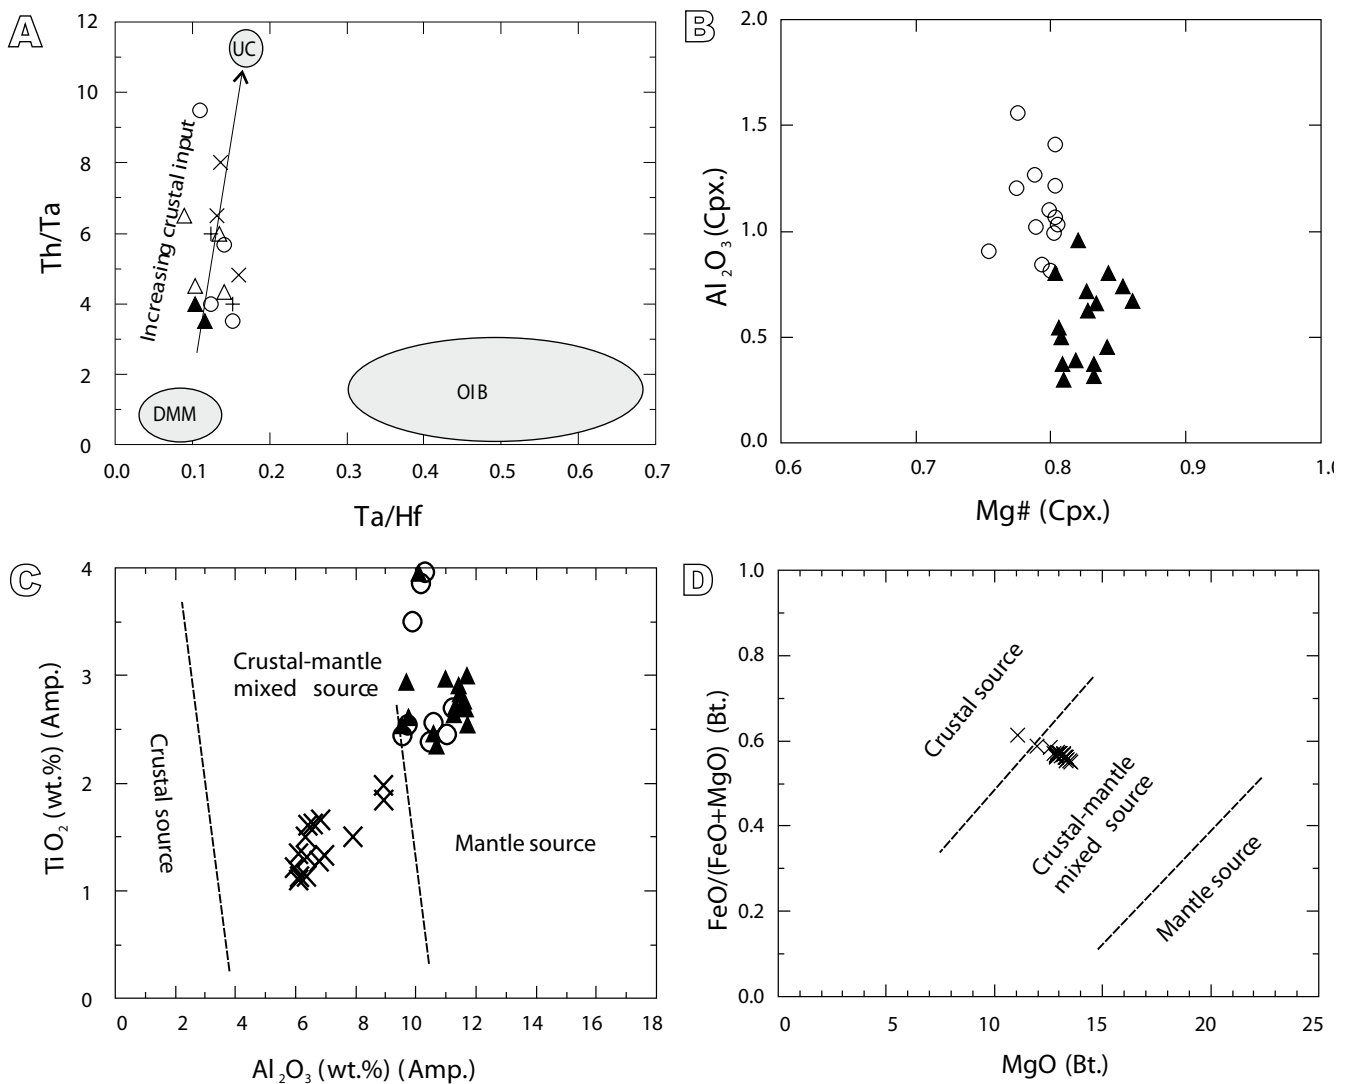 A
12
10
8
6
4
2
0
Th/Ta
UC
Increasing crustal input
DMM
OIB
0.0 0.1 0.2 0.3 0.4 0.5 0.6 0.7
Ta/Hf
B
2.0
1.5
1.0
0.5
0.0
Al2O3 (Cpx.)
0.6 0.7 0.8 0.9 1.0
Mg# (Cpx.)
C
4
3
2
1
0
TiO2 (wt.%) (Amp.)
Crustal source
Crustal-mantle
mixed source
Mantle source
0 2 4 6 8 10 12 14 16 18
Al2O3 (wt.%) (Amp.)
D
1.0
0.8
0.6
0.4
0.2
0.0
FeO/(FeO+MgO) (Bt.)
Crustal source
Crustal-mantle
mixed source
Mantle source
0 5 10 15 20 25
MgO (Bt.)